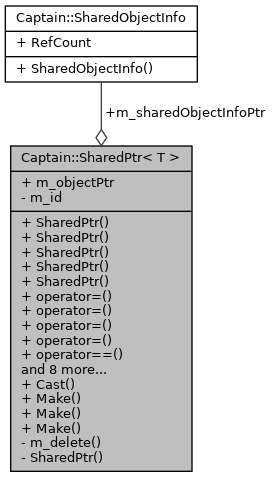 Captain::SharedObjectInfo
+ RefCount
+ SharedObjectInfo()
+m_sharedObjectInfoPtr
Captain::SharedPtr< T >
+ m_objectPtr
- m_id
+ SharedPtr()
+ SharedPtr()
+ SharedPtr()
+ SharedPtr()
+ SharedPtr()
+ operator=()
+ operator=()
+ operator=()
+ operator=()
+ operator==()
and 8 more...
+ Cast()
+ Make()
+ Make()
+ Make()
- m_delete()
- SharedPtr()